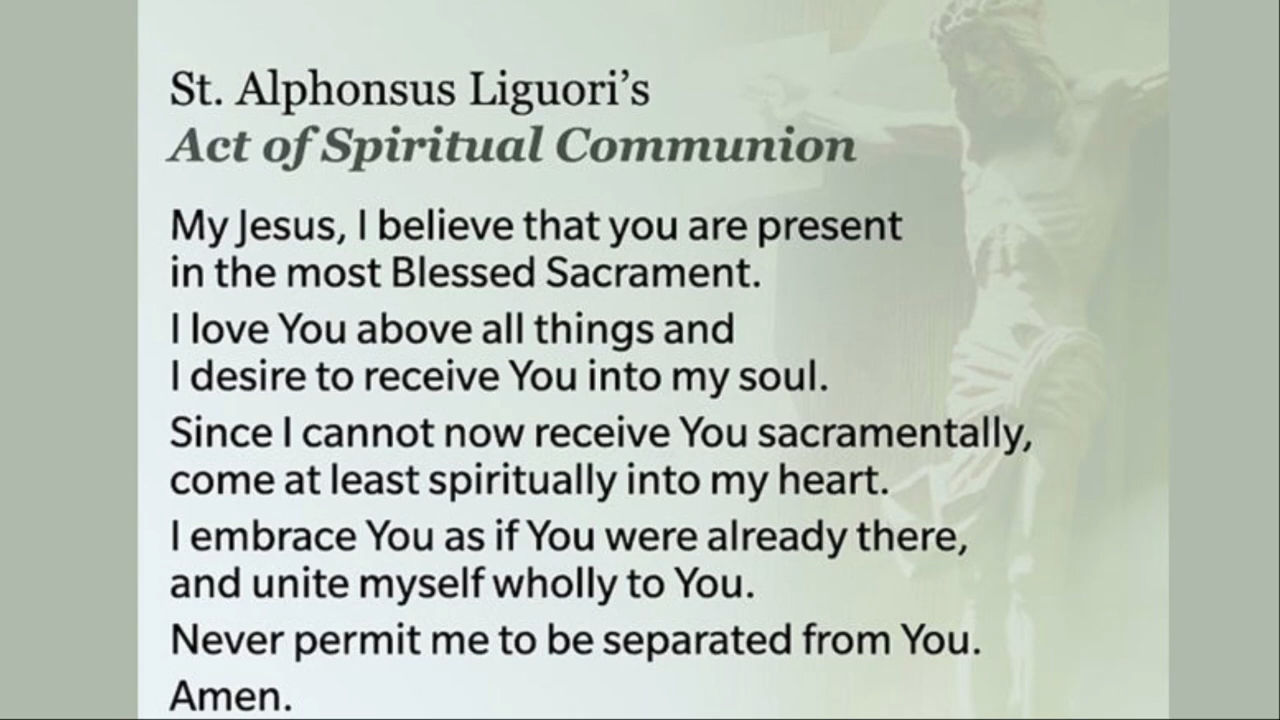 St. Alphonsus Liguori’s
Act of Spiritual Communion
My Jesus, I believe that you are present
in the most Blessed Sacrament.
I love You above all things and
I desire to receive You into my soul.
Since I cannot now receive You sacramentally,
come at least spiritually into my heart.
I embrace You as if You were already there,
and unite myself wholly to You.
Never permit me to be separated from You.
Amen.